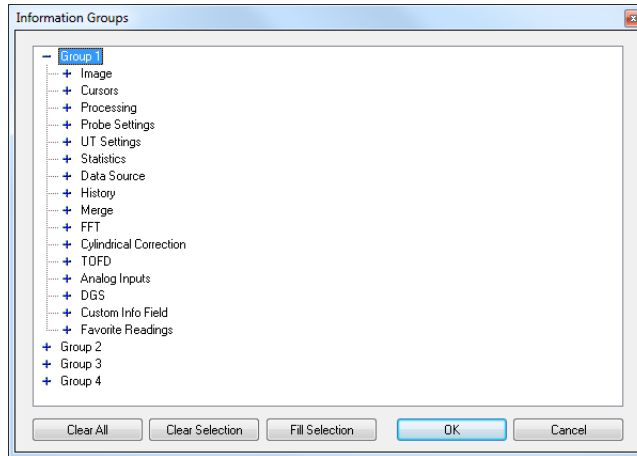 Information Groups
Group 1
Image
Cursors
Processing
Probe Settings
UT Settings
Statistics
Data Source
History
Merge
FFT
Cylindrical Correction
TOFD
Analog Inputs
DGS
Custom Info Field
Favorite Readings
Group 2
Group 3
Group 4
Clear All Clear Selection Fill Selection OK Cancel